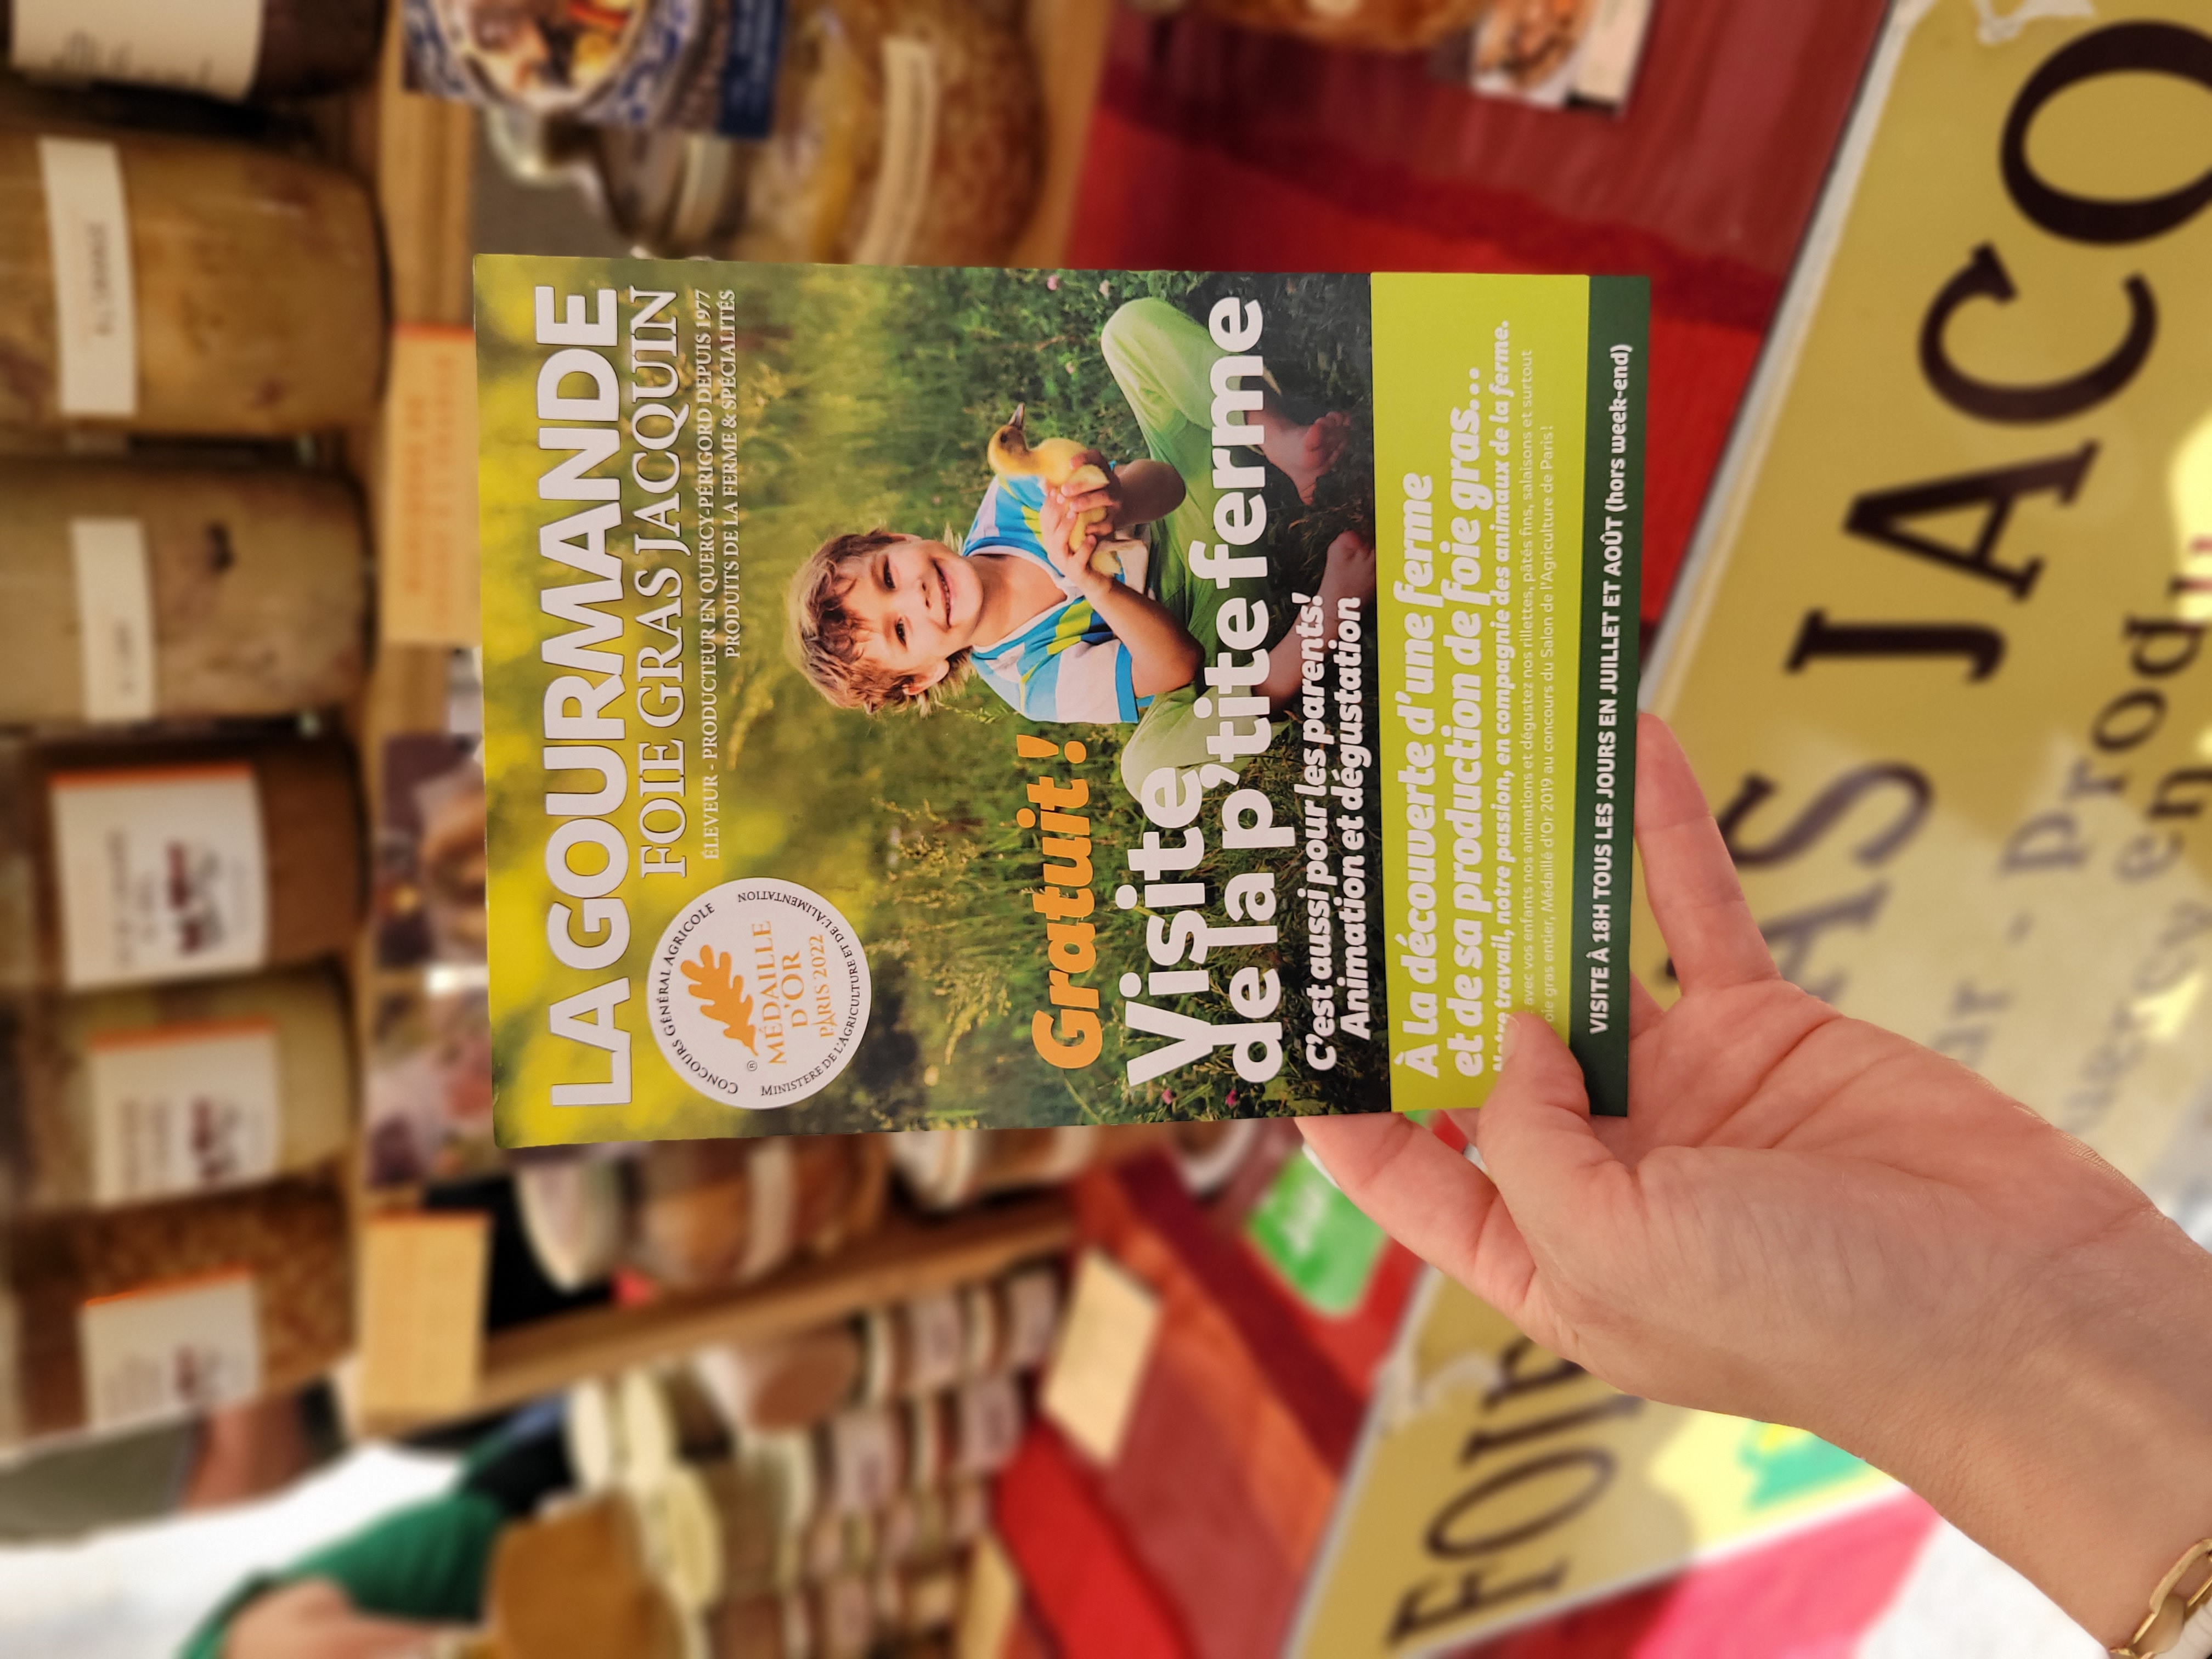 LA GOURMANDE
FOIE GRAS JACQUIN
ÉLEVEUR - PRODUCTEUR EN QUERCY-PÉRIGORD DEPUIS 1977
PRODUITS DE LA FERME & SPÉCIALITÉS
CONCOURS GÉNÉRAL AGRICOLE
®
MÉDAILLE
D'OR
PARIS 2022
MINISTERE DE L'AGRICULTURE ET DE L'ALIMENTATION
Gratuit !
Visite
de la p'tite ferme
C'est aussi pour les parents!
Animation et dégustation
À la découverte d'une ferme
et de sa production de foie gras...
Notre travail, notre passion, en compagnie des animaux de la ferme.
avec vos enfants nos animations et dégustez nos rillettes, pâtés fins, salaisons et surtout
foie gras entier, Médaillé d'Or 2019 au concours du Salon de l'Agriculture de Paris!
VISITE À 18H TOUS LES JOURS EN JUILLET ET AOÛT (hors week-end)
FOIE AS JACQ
produ
en